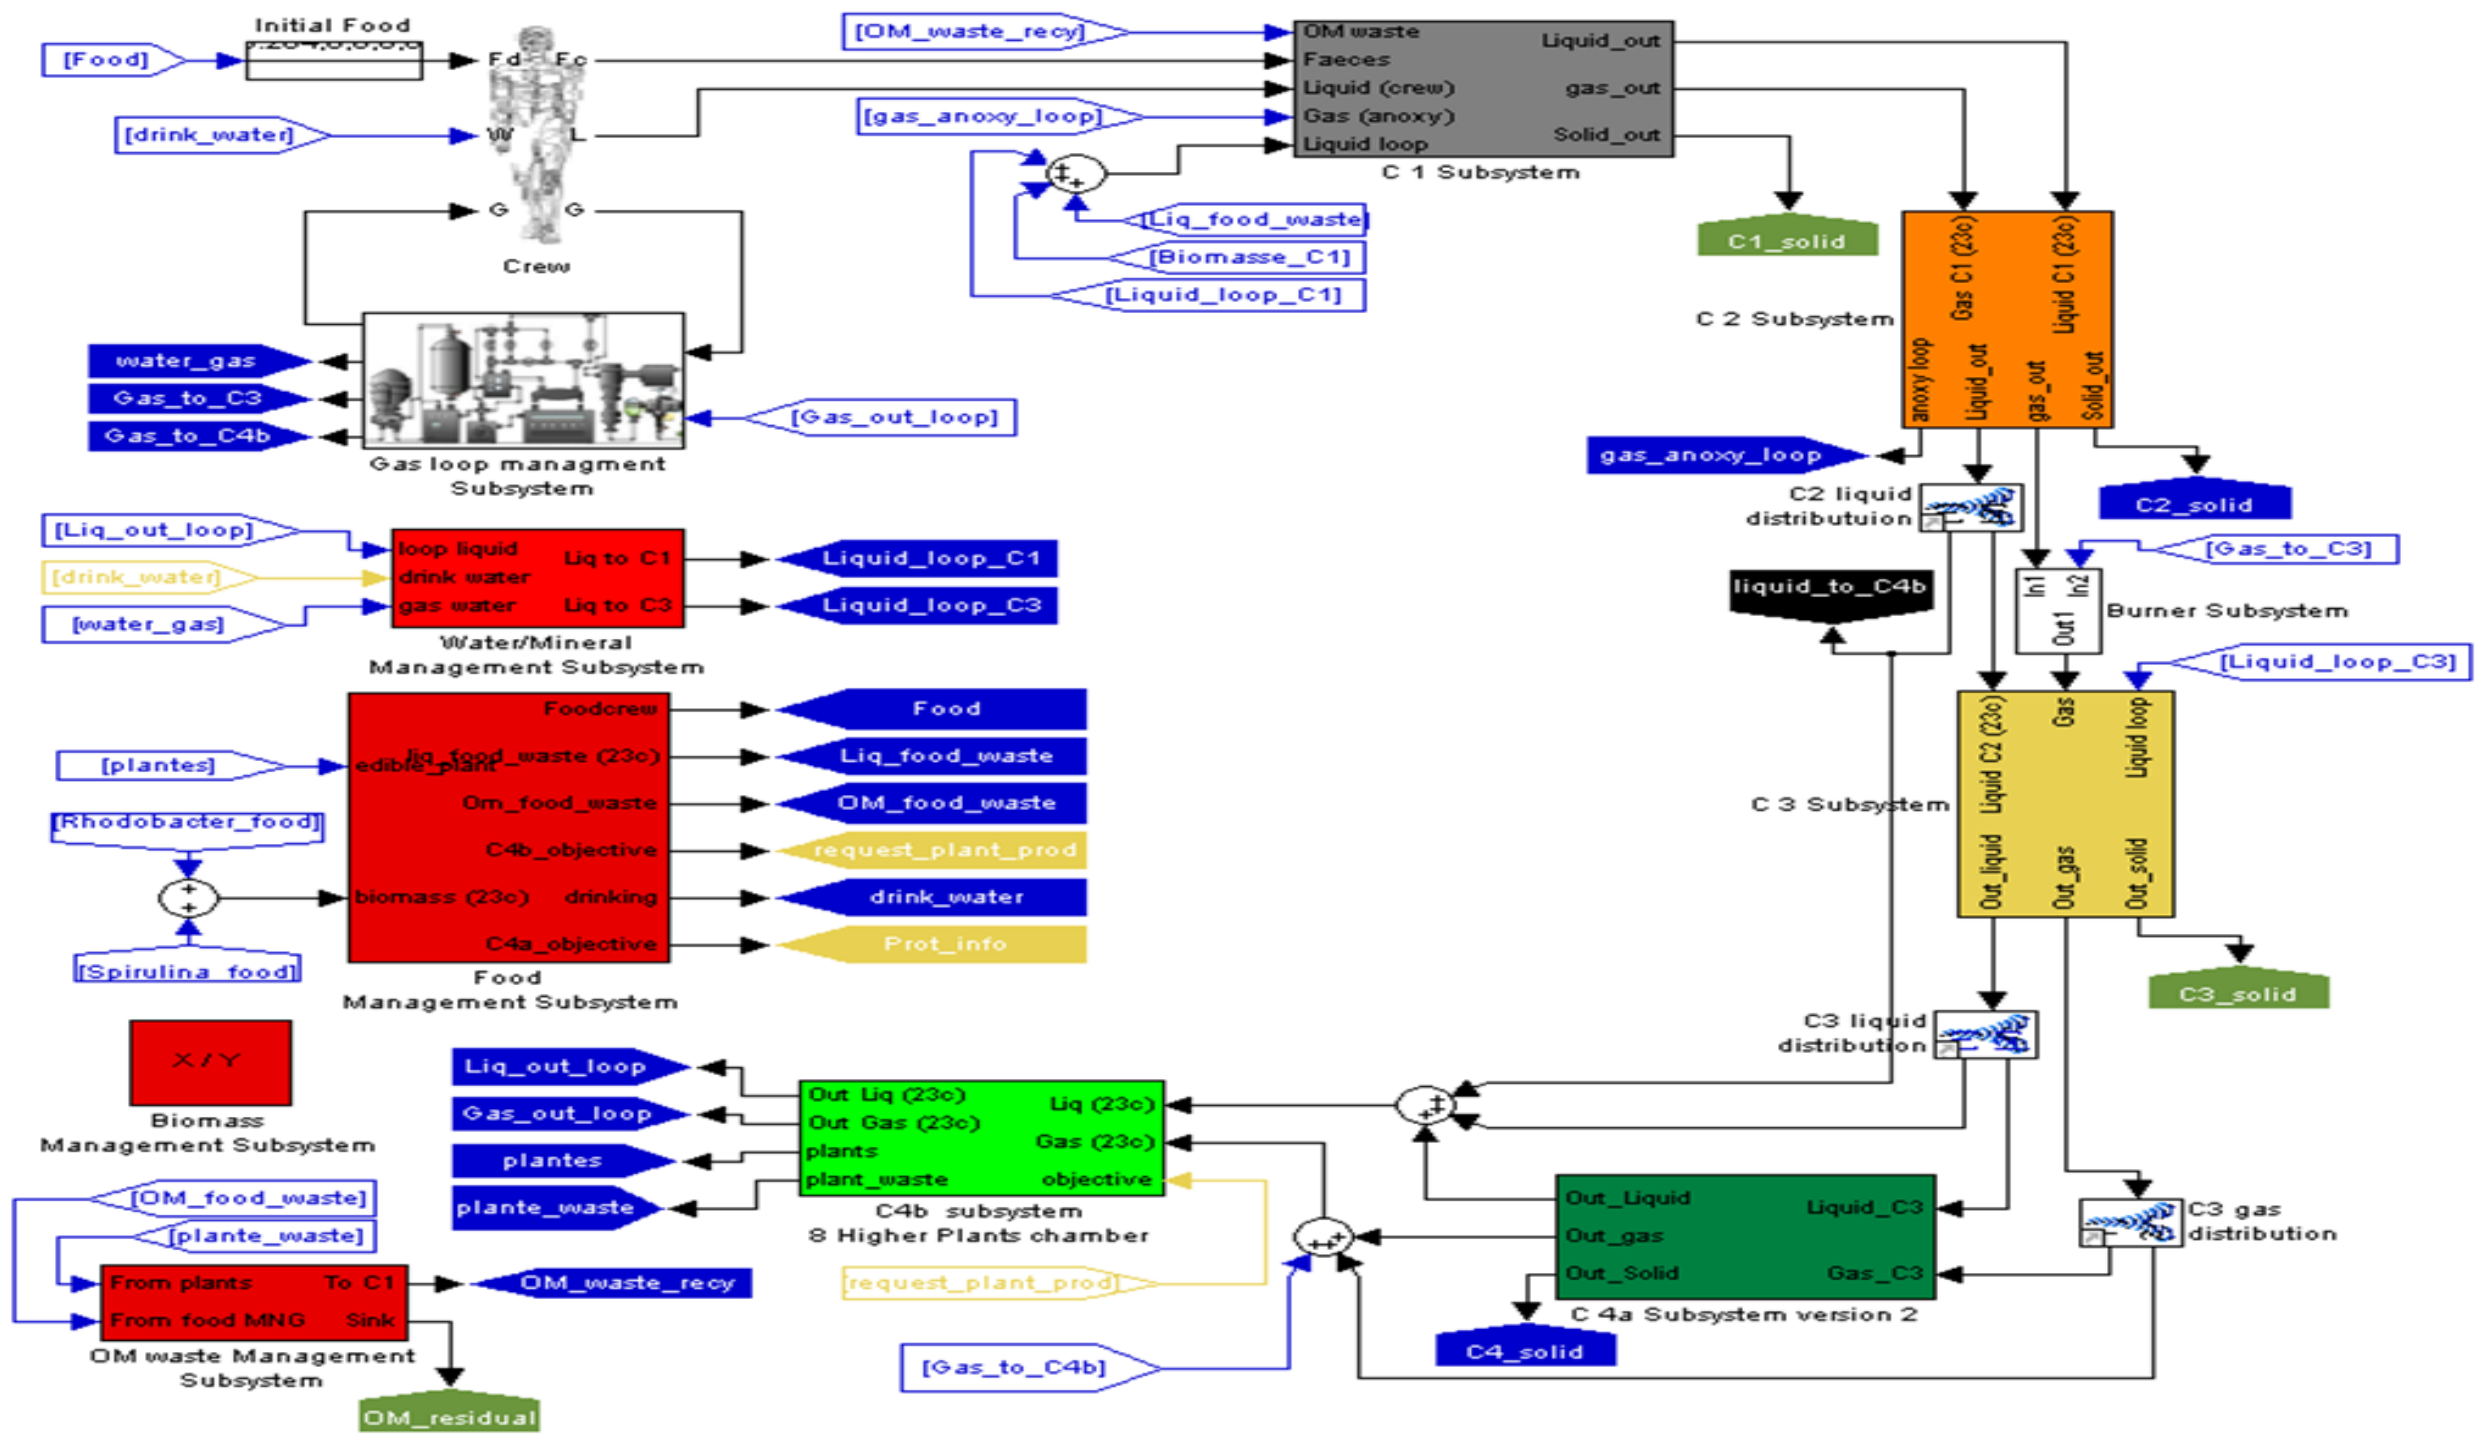 Initial Food
[Food]
Fd
Fc
[drink_water]
W
L
G
G
Crew
water_gas
Gas_to_C3
Gas_to_C4b
[Gas_out_loop]
Gas loop managment
Subsystem
[OM_waste_recy]
[gas_anoxy_loop]
OM waste
Faeces
Liquid (crew)
Gas (anoxy)
Liquid loop
Liquid_out
gas_out
Solid_out
C 1 Subsystem
[Liq_food_waste]
[Biomasse_C1]
[Liquid_loop_C1]
C1_solid
Gas C1 (23c)
Liquid C1 (23c)
C 2 Subsystem
anoxy loop
Liquid_out
gas_out
Solid_out
gas_anoxy_loop
C2 liquid
distributuion
C2_solid
[Gas_to_C3]
liquid_to_C4b
In1
In2
Out1
Burner Subsystem
[Liquid_loop_C3]
Liquid C2 (23c)
Gas
Liquid loop
C 3 Subsystem
Out_liquid
Out_gas
Out_solid
C3_solid
C3 liquid
distribution
C3 gas
distribution
[Liq_out_loop]
[drink_water]
[water_gas]
loop liquid
drink water
gas water
Liq to C1
Liq to C3
Liquid_loop_C1
Liquid_loop_C3
Water/Mineral
Management Subsystem
[plantes]
[Rhodobacter_food]
[Spirulina_food]
edible_plant
biomass (23c)
Foodcrew
liq_food_waste (23c)
Om_food_waste
C4b_objective
drinking
C4a_objective
Food
Liq_food_waste
OM_food_waste
request_plant_prod
drink_water
Prot_info
Food
Management Subsystem
X / Y
Biomass
Management Subsystem
[OM_food_waste]
[plante_waste]
From plants
From food MNG
To C1
Sink
OM_waste_recy
OM waste Management
Subsystem
OM_residual
Liq_out_loop
Gas_out_loop
plantes
plante_waste
Out Liq (23c)
Out Gas (23c)
plants
plant_waste
Liq (23c)
Gas (23c)
objective
C4b subsystem
8 Higher Plants chamber
[request_plant_prod]
[Gas_to_C4b]
Out_Liquid
Out_gas
Out_Solid
Liquid_C3
Gas_C3
C 4a Subsystem version 2
C4_solid